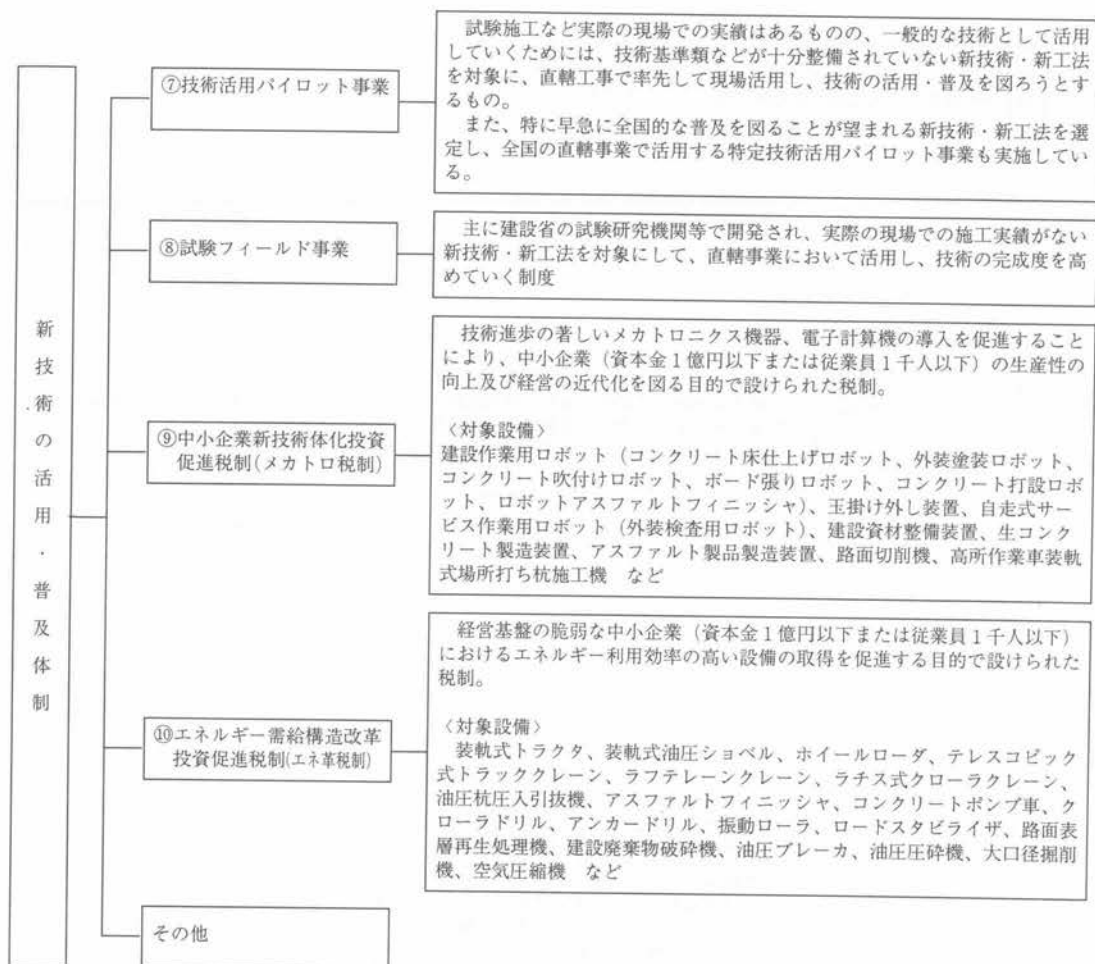 新技術の活用・普及体制
⑦技術活用パイロット事業
試験施工など実際の現場での実績はあるものの、一般的な技術として活用
していくためには、技術基準類などが十分整備されていない新技術・新工法
を対象に、直轄工事で率先して現場活用し、技術の活用・普及を図ろうとす
るもの。
また、特に早急に全国的な普及を図ることが望まれる新技術・新工法を選
定し、全国の直轄事業で活用する特定技術活用パイロット事業も実施してい
る。
⑧試験フィールド事業
主に建設省の試験研究機関等で開発され、実際の現場での施工実績がない
新技術・新工法を対象にして、直轄事業において活用し、技術の完成度を高
めていく制度
⑨中小企業新技術体化投資
促進税制(メカトロ税制)
技術進歩の著しいメカトロニクス機器、電子計算機の導入を促進すること
により、中小企業（資本金１億円以下または従業員１千人以下）の生産性の
向上及び経営の近代化を図る目的で設けられた税制。
〈対象設備〉
建設作業用ロボット（コンクリート床仕上げロボット、外装塗装ロボット、
コンクリート吹付けロボット、ボード張りロボット、コンクリート打設ロボ
ット、ロボットアスファルトフィニッシャ）、玉掛け外し装置、自走式サー
ビス作業用ロボット（外装検査用ロボット）、建設資材整備装置、生コンク
リート製造装置、アスファルト製品製造装置、路面切削機、高所作業車装軌
式場所打ち杭施工機　など
⑩エネルギー需給構造改革
投資促進税制(エネ革税制)
経営基盤の脆弱な中小企業（資本金１億円以下または従業員１千人以下）
におけるエネルギー利用効率の高い設備の取得を促進する目的で設けられた
税制。
〈対象設備〉
装軌式トラクタ、装軌式油圧ショベル、ホイールローダ、テレスコピック
式トラッククレーン、ラフテレーンクレーン、ラチス式クローラクレーン、
油圧杭圧入引抜機、アスファルトフィニッシャ、コンクリートポンプ車、ク
ローラドリル、アンカードリル、振動ローラ、ロードスタビライザ、路面表
層再生処理機、建設廃棄物破砕機、油圧ブレーカ、油圧圧砕機、大口径掘削
機、空気圧縮機　など
その他